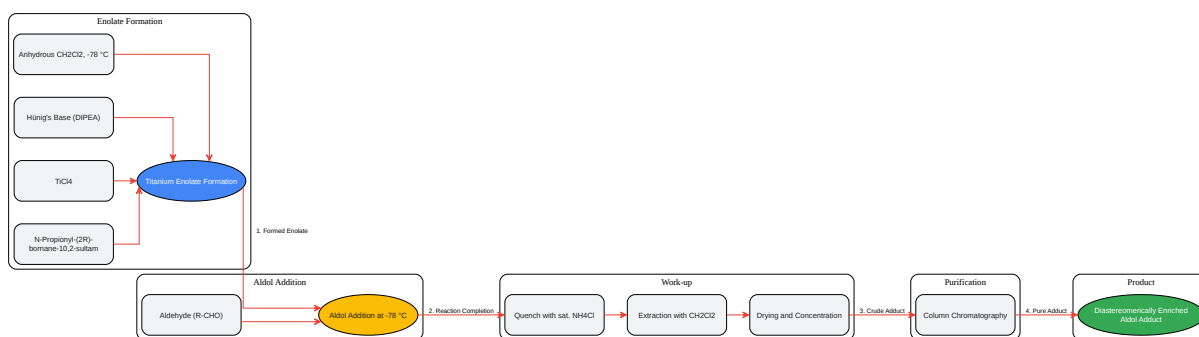 Enolate Formation
Anhydrous CH2Cl2, -78 °C
Hünig's Base (DIPEA)
TiCl4
Titanium Enolate Formation
N-Propionyl-(2R)-
bornane-10,2-sultam
1. Formed Enolate
Aldol Addition
Aldehyde (R-CHO)
Aldol Addition at -78 °C
2. Reaction Completion
Work-up
Quench with sat. NH4Cl
Extraction with CH2Cl2
Drying and Concentration
3. Crude Adduct
Purification
Column Chromatography
4. Pure Adduct
Product
Diastereomerically Enriched
Aldol Adduct